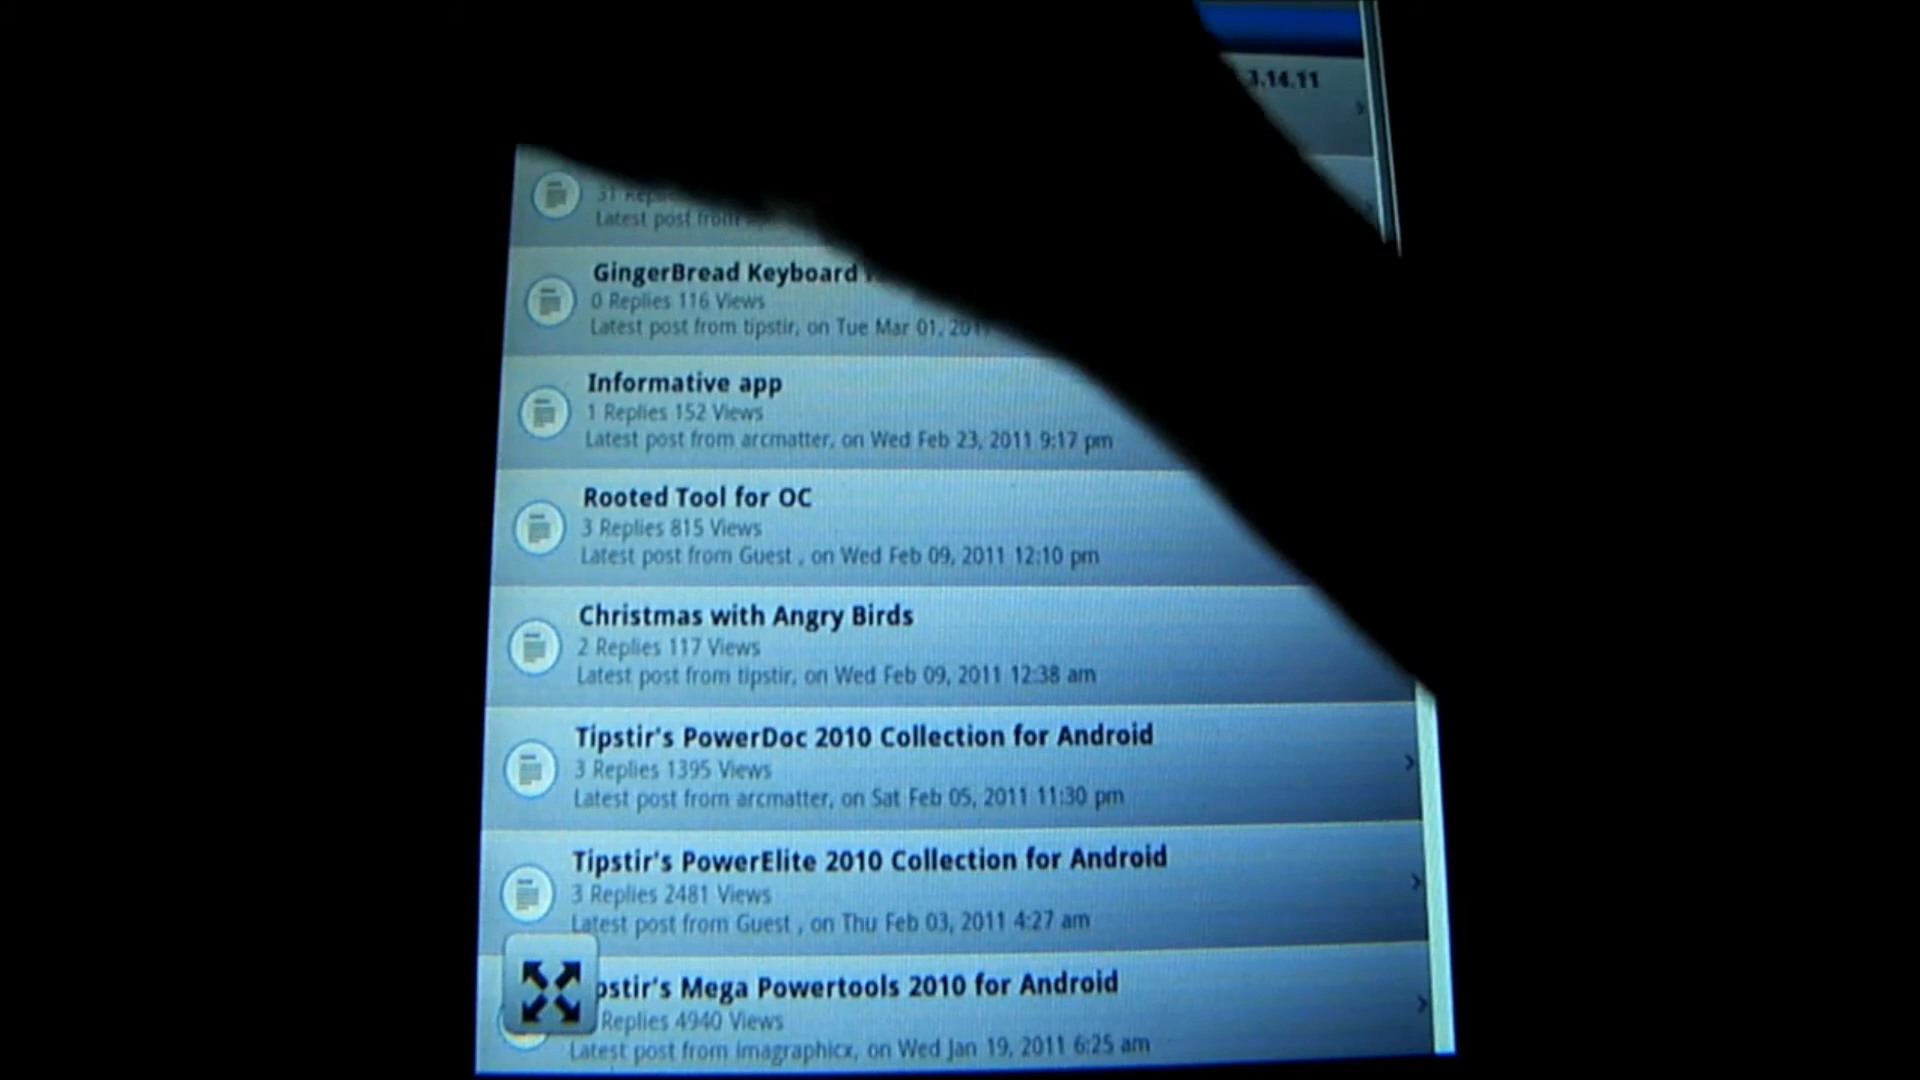 3.14.11
31
Latest post from
GingerBread Keyboard
0 Replies 116 Views
Latest post from tipstir, on Tue Mar 01, 201
Informative app
1 Replies 152 Views
Latest post from arcmatter, on Wed Feb 23, 2011 9:17 pm
Rooted Tool for OC
3 Replies 815 Views
Latest post from Guest , on Wed Feb 09, 2011 12:10 pm
Christmas with Angry Birds
2 Replies 117 Views
Latest post from tipstir, on Wed Feb 09, 2011 12:38 am
Tipstir's PowerDoc 2010 Collection for Android
3 Replies 1395 Views
Latest post from arcmatter, on Sat Feb 05, 2011 11:30 pm
Tipstir's PowerElite 2010 Collection for Android
3 Replies 2481 Views
Latest post from Guest , on Thu Feb 03, 2011 4:27 am
pstir's Mega Powertools 2010 for Android
Replies 4940 Views
Latest post from imagraphicx, on Wed Jan 19, 2011 6:25 am